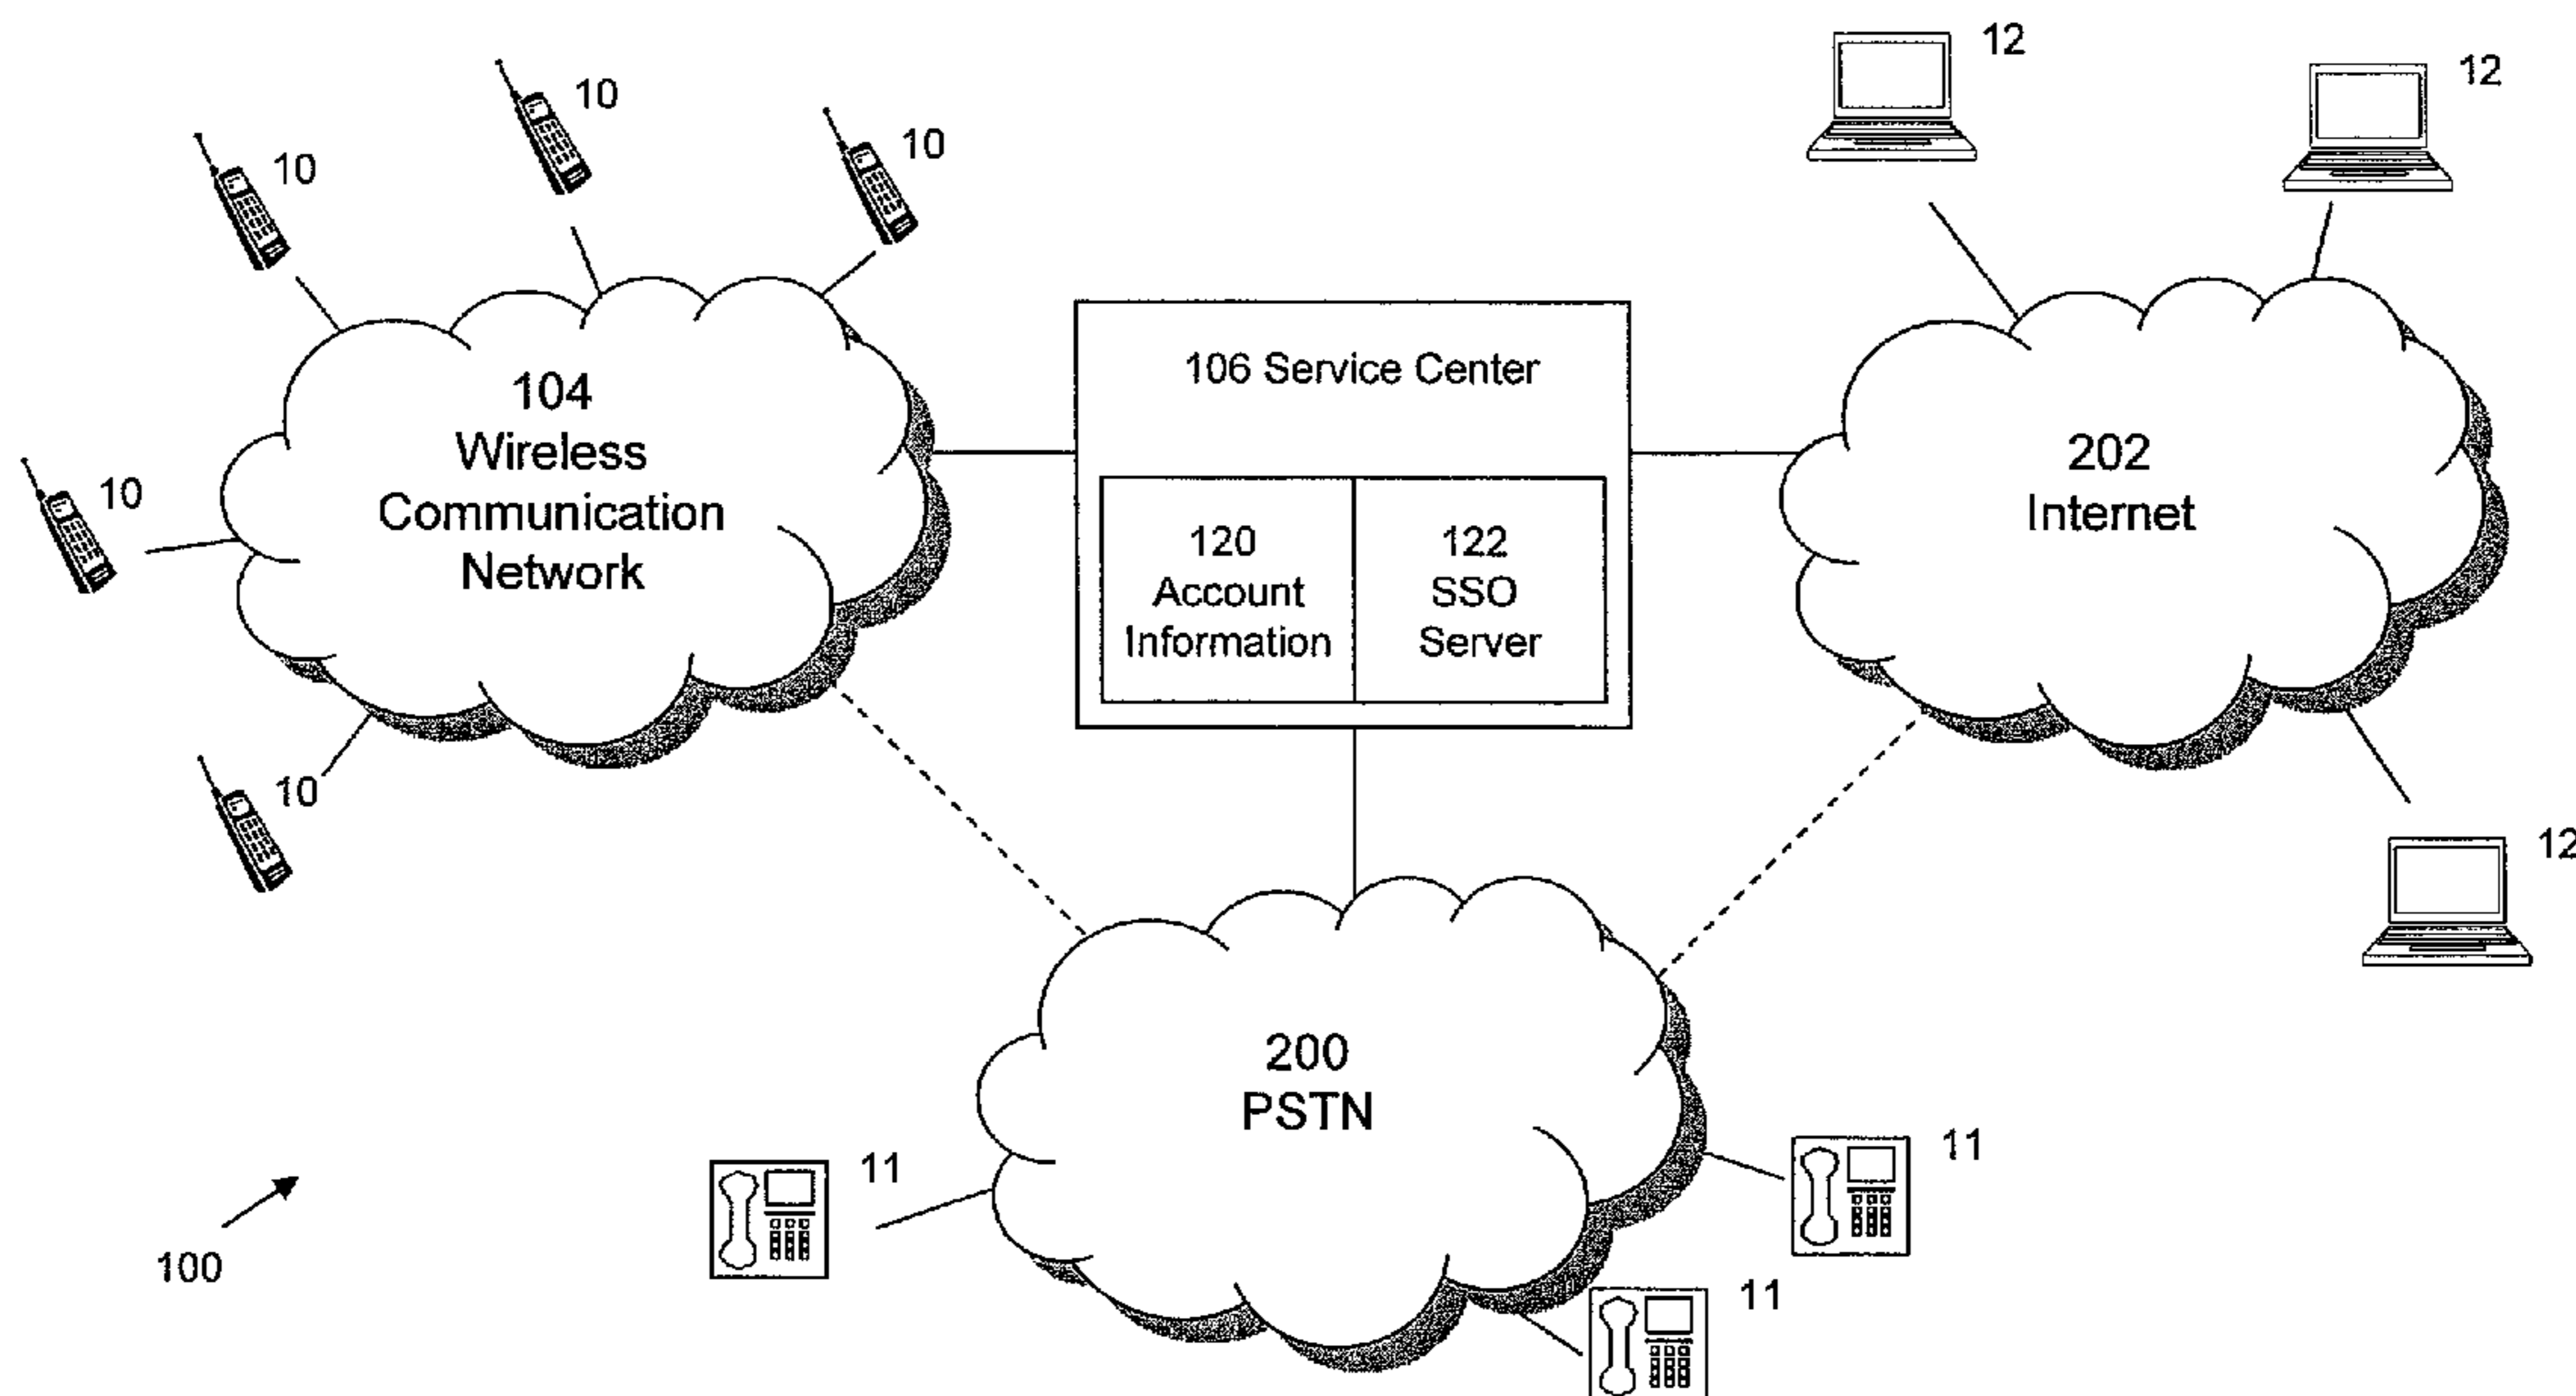 10
10
10
10
10
12
12
12
104
Wireless
Communication
Network
106 Service Center
120
Account
Information
122
SSO
Server
202
Internet
200
PSTN
11
11
11
100